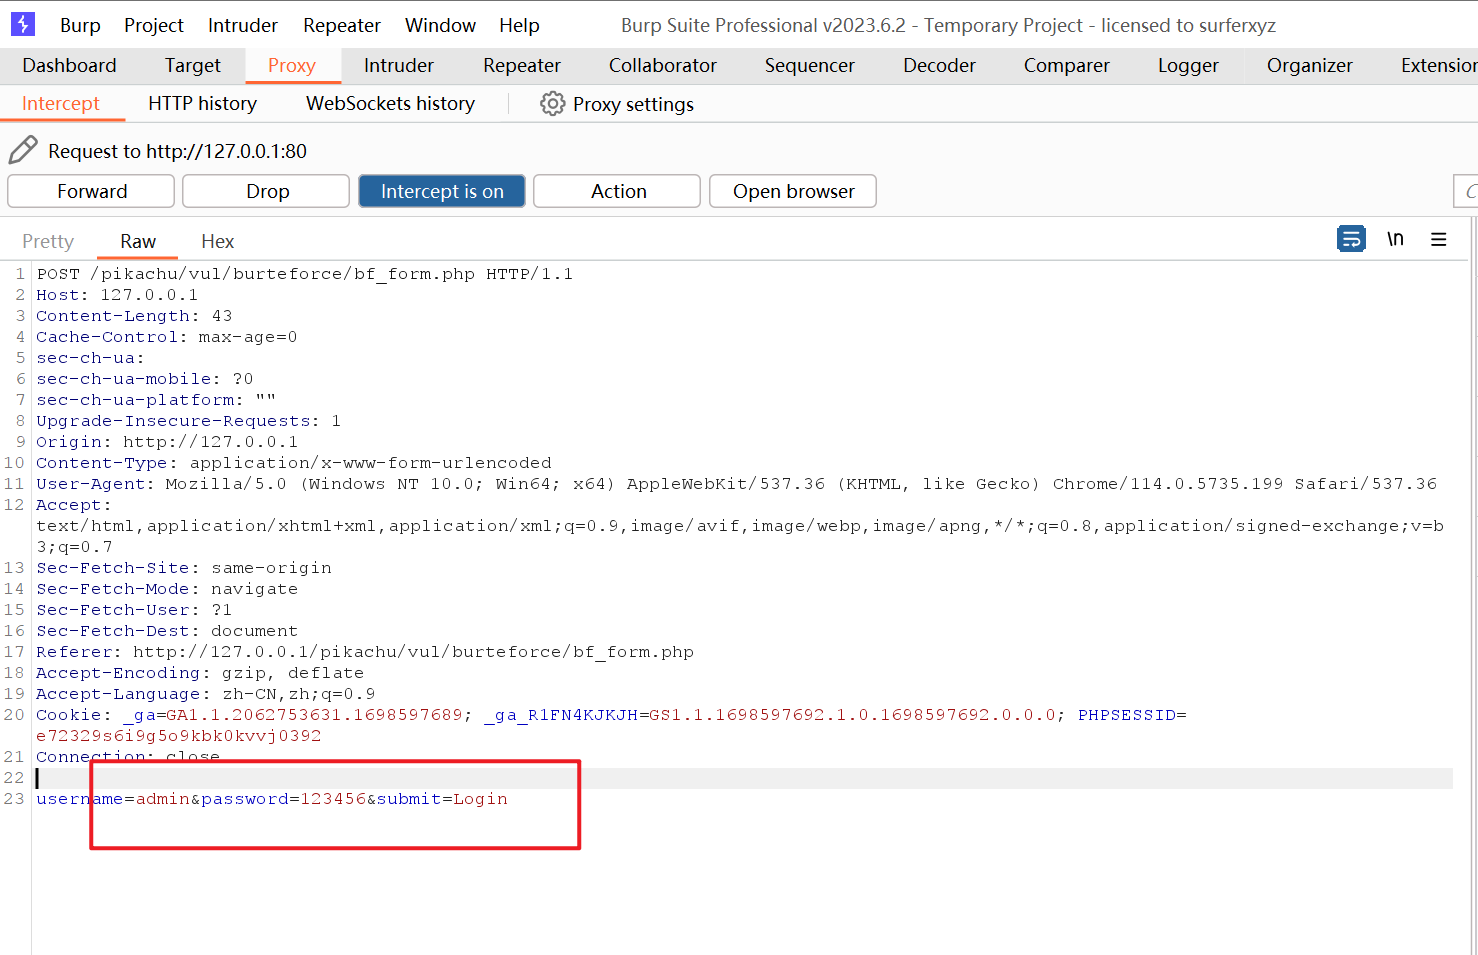 Burp Project Intruder Repeater Window Help Burp Suite Professional v2023.6.2 - Temporary Project - licensed to surferxyz
Dashboard Target Proxy Intruder Repeater Collaborator Sequencer Decoder Comparer Logger Organizer Extension
Intercept HTTP history WebSockets history Proxy settings
Request to http://127.0.0.1:80
Forward Drop Intercept is on Action Open browser C
Pretty Raw Hex \n
1 POST /pikachu/vul/burteforce/bf_form.php HTTP/1.1
2 Host: 127.0.0.1
3 Content-Length: 43
4 Cache-Control: max-age=0
5 sec-ch-ua:
6 sec-ch-ua-mobile: ?0
7 sec-ch-ua-platform: ""
8 Upgrade-Insecure-Requests: 1
9 Origin: http://127.0.0.1
10 Content-Type: application/x-www-form-urlencoded
11 User-Agent: Mozilla/5.0 (Windows NT 10.0; Win64; x64) AppleWebKit/537.36 (KHTML, like Gecko) Chrome/114.0.5735.199 Safari/537.36
12 Accept:
text/html,application/xhtml+xml,application/xml;q=0.9,image/avif,image/webp,image/apng,*/*;q=0.8,application/signed-exchange;v=b
3;q=0.7
13 Sec-Fetch-Site: same-origin
14 Sec-Fetch-Mode: navigate
15 Sec-Fetch-User: ?1
16 Sec-Fetch-Dest: document
17 Referer: http://127.0.0.1/pikachu/vul/burteforce/bf_form.php
18 Accept-Encoding: gzip, deflate
19 Accept-Language: zh-CN,zh;q=0.9
20 Cookie: _ga=GA1.1.2062753631.1698597689; _ga_R1FN4KJKJH=GS1.1.1698597692.1.0.1698597692.0.0.0; PHPSESSID=
e72329s6i9g5o9kbk0kvvj0392
21 Connection: close
22
23 username=admin&password=123456&submit=Login